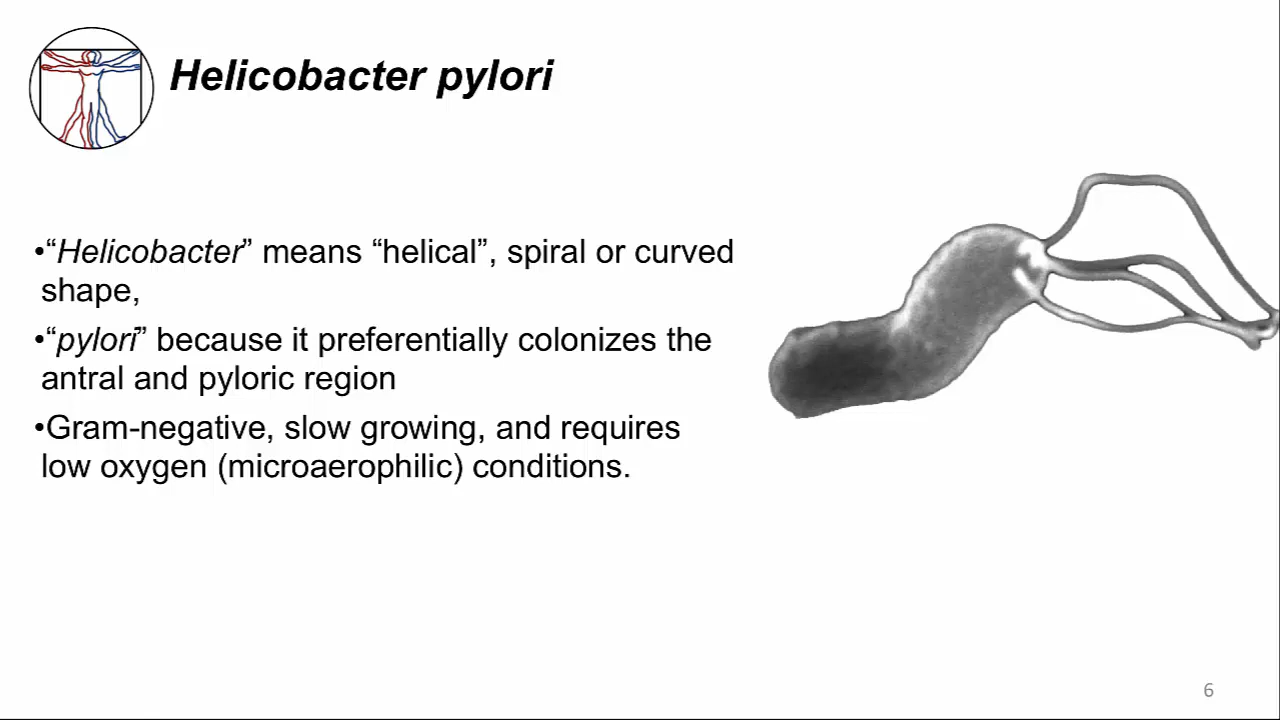 Helicobacter pylori
•“Helicobacter” means “helical”, spiral or curved
shape,
•“pylori” because it preferentially colonizes the
antral and pyloric region
•Gram-negative, slow growing, and requires
low oxygen (microaerophilic) conditions.
6